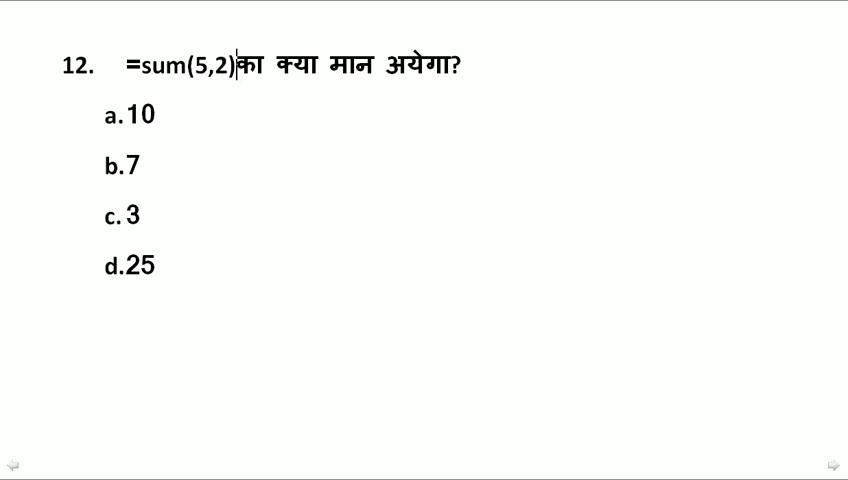 12. =sum(5,2)का क्या मान अयेगा?
a.10
b.7
c. 3
d.25